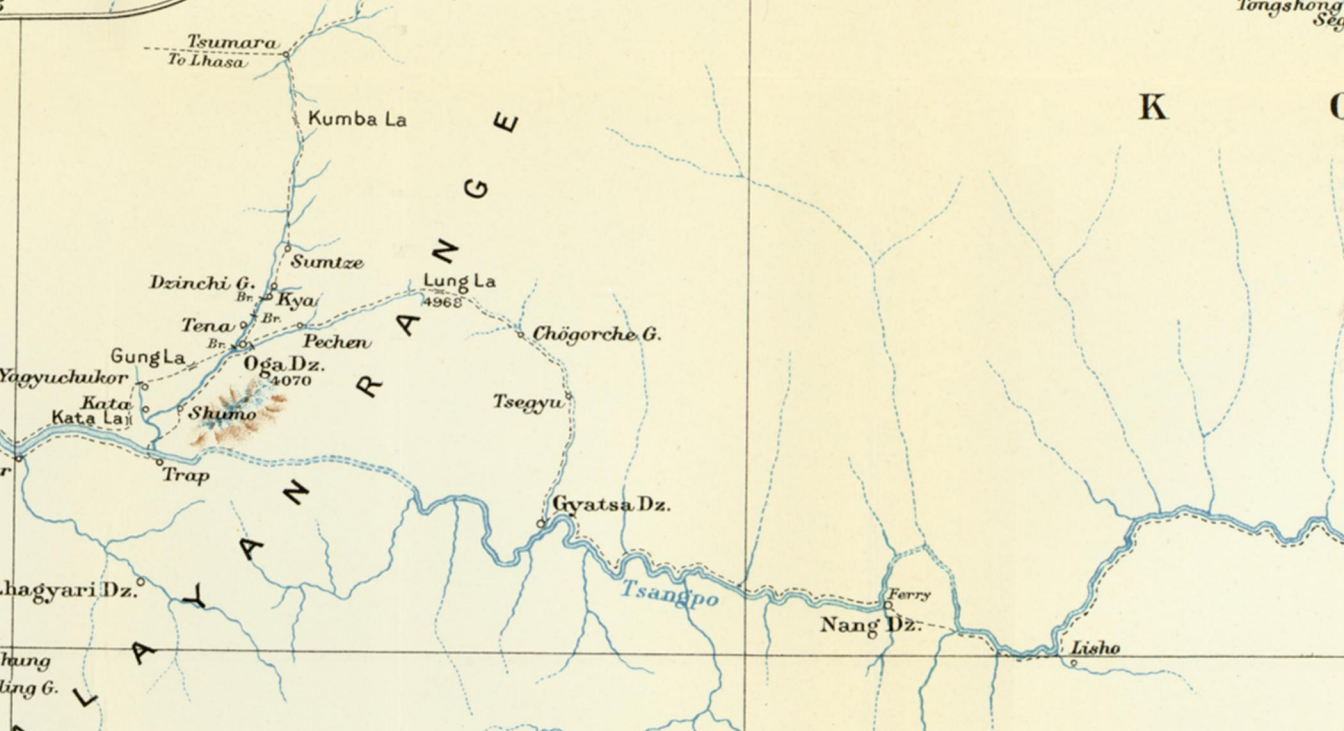 Tongshong
Tsumara
To Lhasa
K
Kumba La
Sumtze
Dzinchi G.
Br.
Kya
Br.
Tena
Br.
Pechen
Lung La
4968
Chögorche G.
Gung La
Oga Dz.
4070
Yagyuchukor
Kata
Kata La
Shumo
Tsegyu
Trap
Gyatsa Dz.
Lhagyari Dz.
Tsangpo
Ferry
Nang Dz.
Lisho
hung
ling G.
A L A Y A N
R A N G E